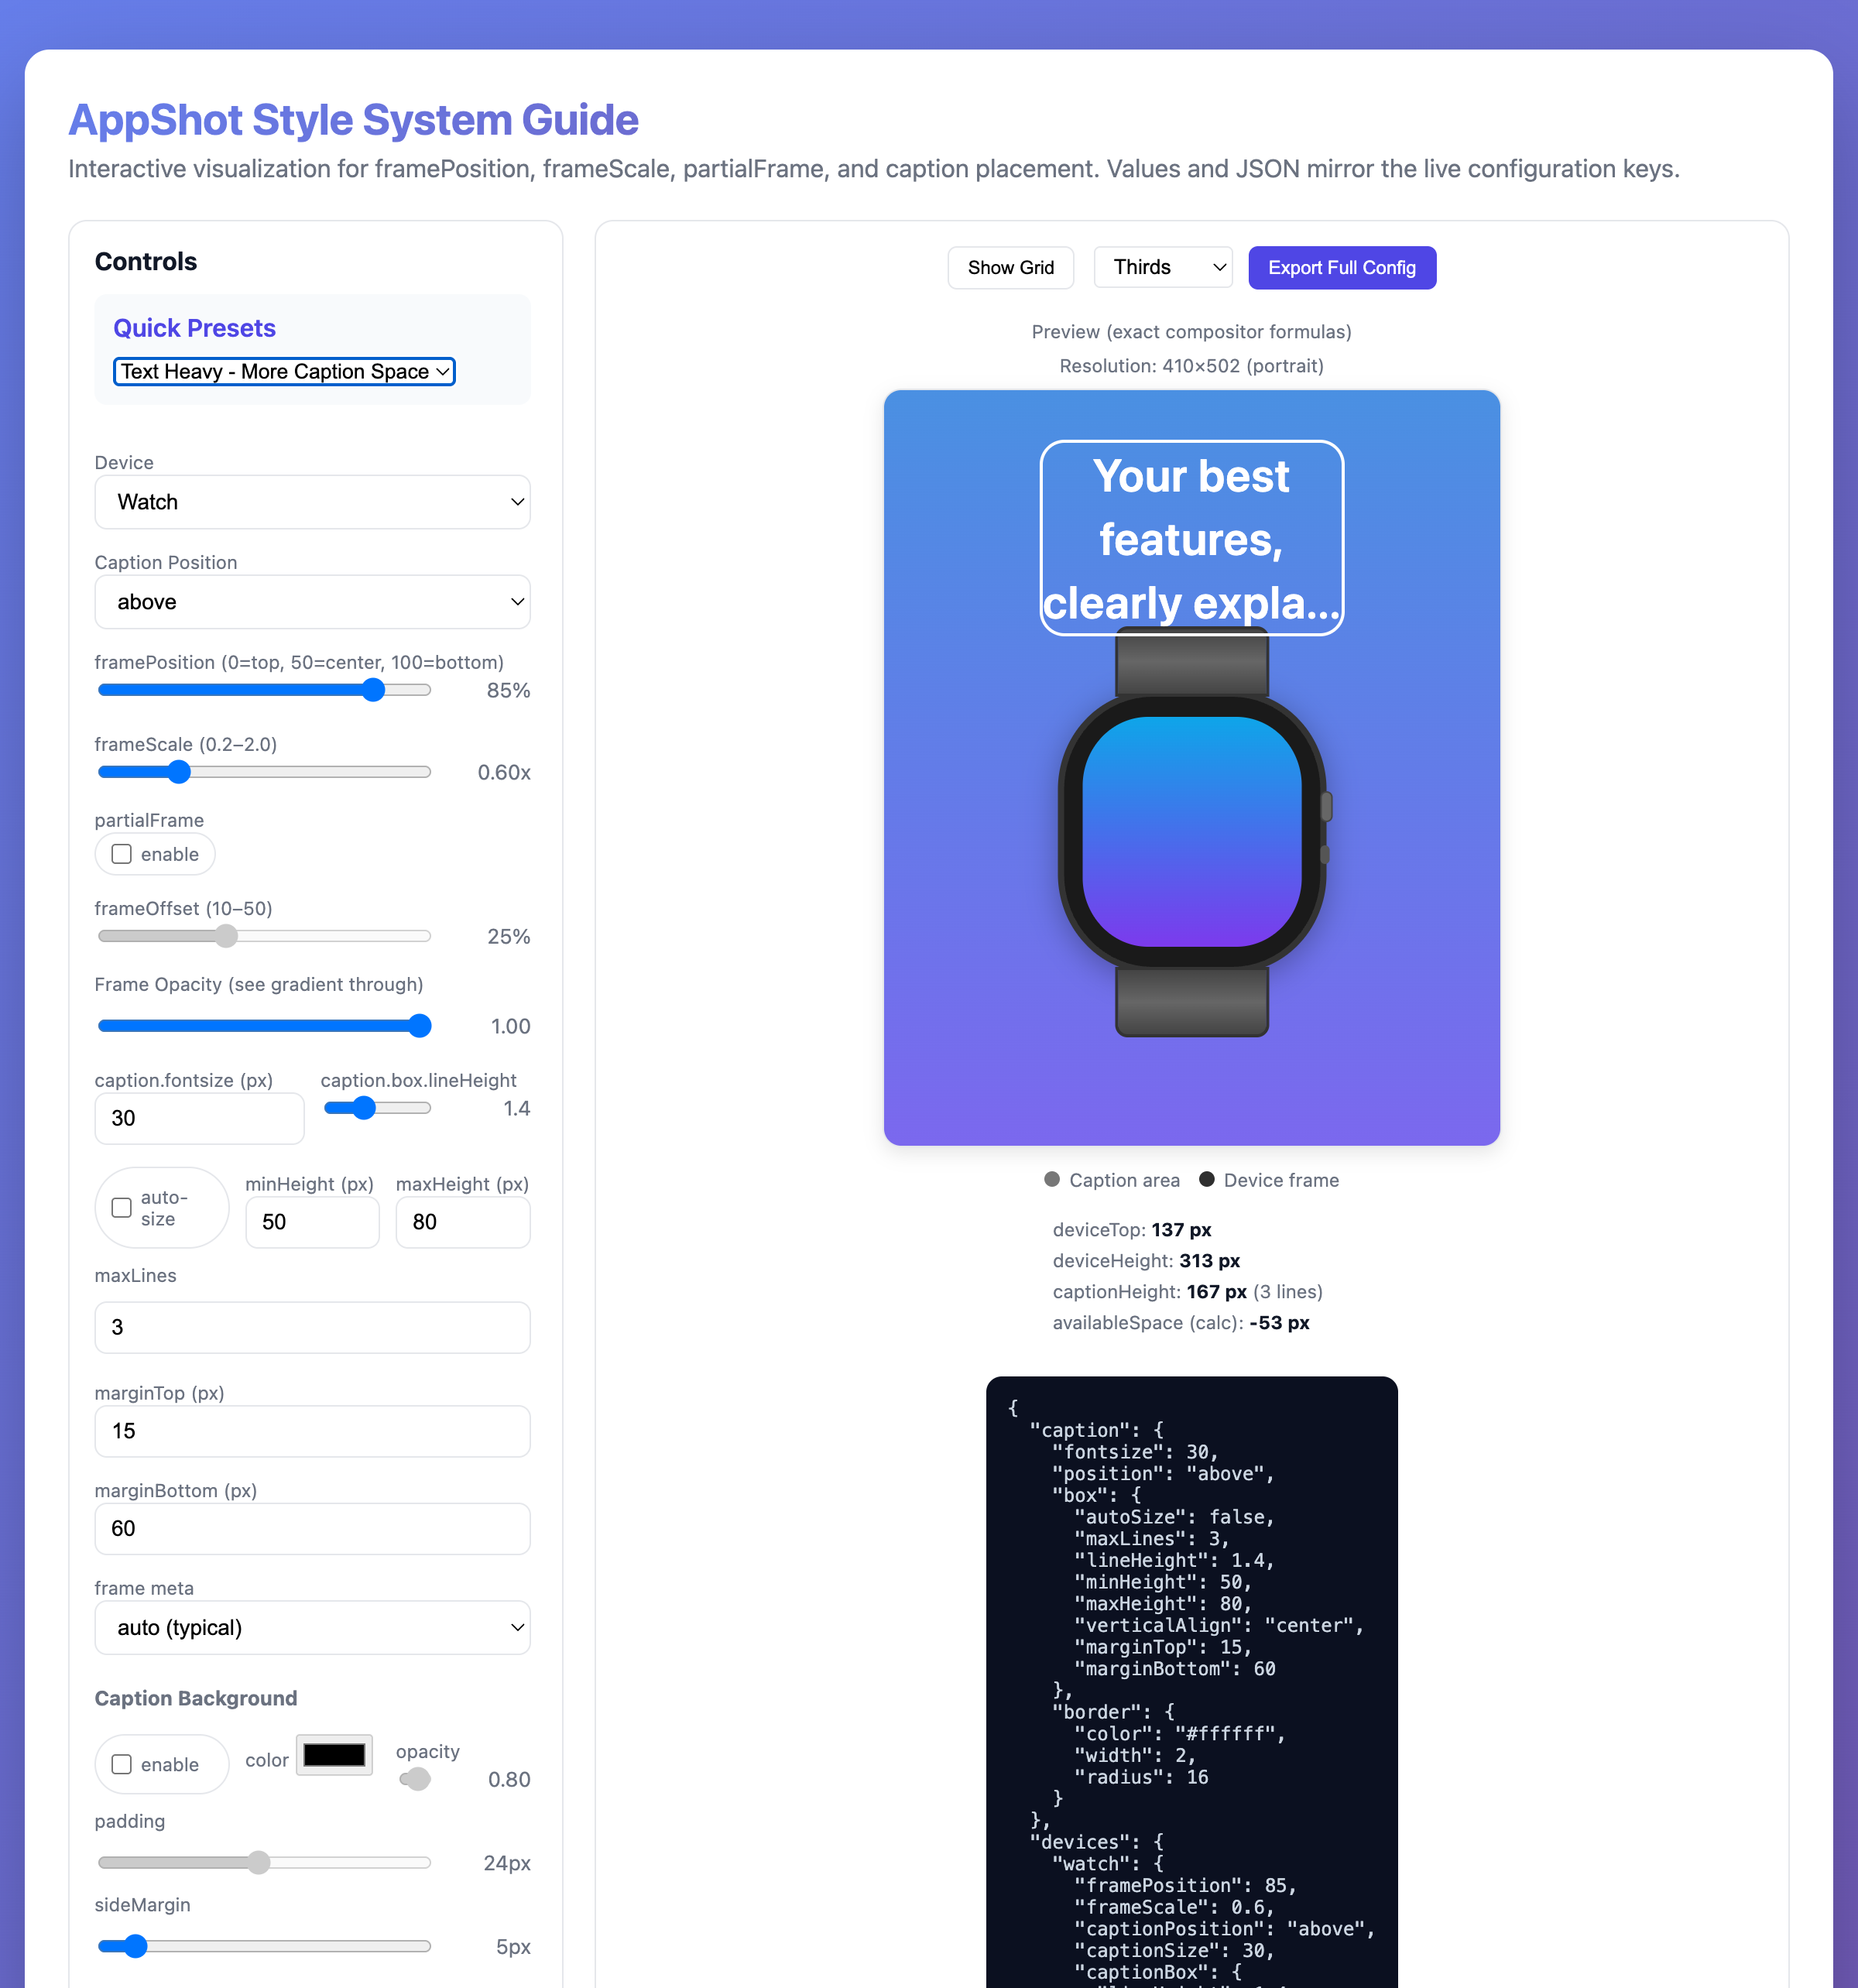 AppShot Style System Guide
Interactive visualization for framePosition, frameScale, partialFrame, and caption placement. Values and JSON mirror the live configuration keys.
Controls
Quick Presets
Text Heavy - More Caption Space
Device
Watch
Caption Position
above
framePosition (0=top, 50=center, 100=bottom)
85%
frameScale (0.2–2.0)
0.60x
partialFrame
enable
frameOffset (10–50)
25%
Frame Opacity (see gradient through)
1.00
caption.fontsize (px)
30
caption.box.lineHeight
1.4
auto-
size
minHeight (px)
50
maxHeight (px)
80
maxLines
3
marginTop (px)
15
marginBottom (px)
60
frame meta
auto (typical)
Caption Background
enable
color
opacity
0.80
padding
24px
sideMargin
5px
Show Grid
Thirds
Export Full Config
Preview (exact compositor formulas)
Resolution: 410×502 (portrait)
Your best
features,
clearly expla...
Caption area
Device frame
deviceTop: 137 px
deviceHeight: 313 px
captionHeight: 167 px (3 lines)
availableSpace (calc): -53 px
{
"caption": {
"fontsize": 30,
"position": "above",
"box": {
"autoSize": false,
"maxLines": 3,
"lineHeight": 1.4,
"minHeight": 50,
"maxHeight": 80,
"verticalAlign": "center",
"marginTop": 15,
"marginBottom": 60
},
"border": {
"color": "#ffffff",
"width": 2,
"radius": 16
}
},
"devices": {
"watch": {
"framePosition": 85,
"frameScale": 0.6,
"captionPosition": "above",
"captionSize": 30,
"captionBox": {